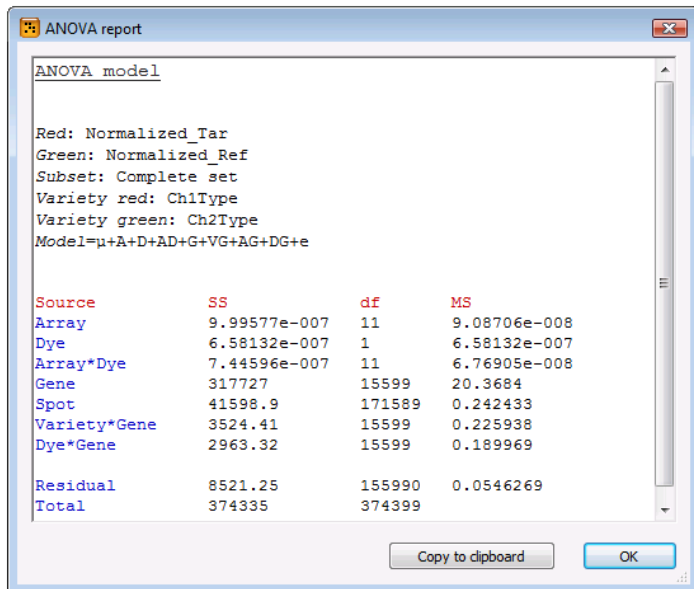 ANOVA report
ANOVA model
Red: Normalized_Tar
Green: Normalized_Ref
Subset: Complete set
Variety red: Ch1Type
Variety green: Ch2Type
Model=µ+A+D+AD+G+VG+AG+DG+e
Source SS df MS
Array 9.99577e-007 11 9.08706e-008
Dye 6.58132e-007 1 6.58132e-007
Array*Dye 7.44596e-007 11 6.76905e-008
Gene 317727 15599 20.3684
Spot 41598.9 171589 0.242433
Variety*Gene 3524.41 15599 0.225938
Dye*Gene 2963.32 15599 0.189969
Residual 8521.25 155990 0.0546269
Total 374335 374399
Copy to clipboard OK